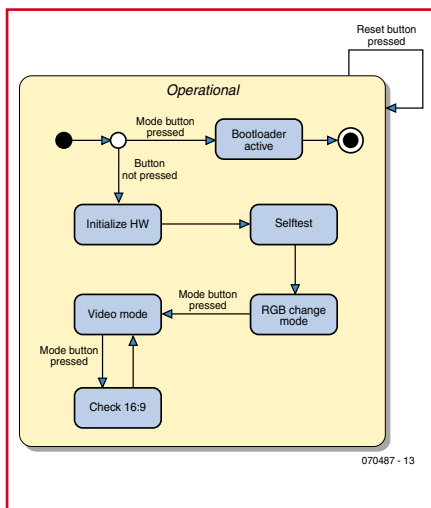 Reset button
pressed
Operational
Mode button
pressed
Bootloader
active
Button
not pressed
Initialize HW
Selftest
Video mode
Mode button
pressed
RGB change
mode
Mode button
pressed
Check 16:9
070487 - 13